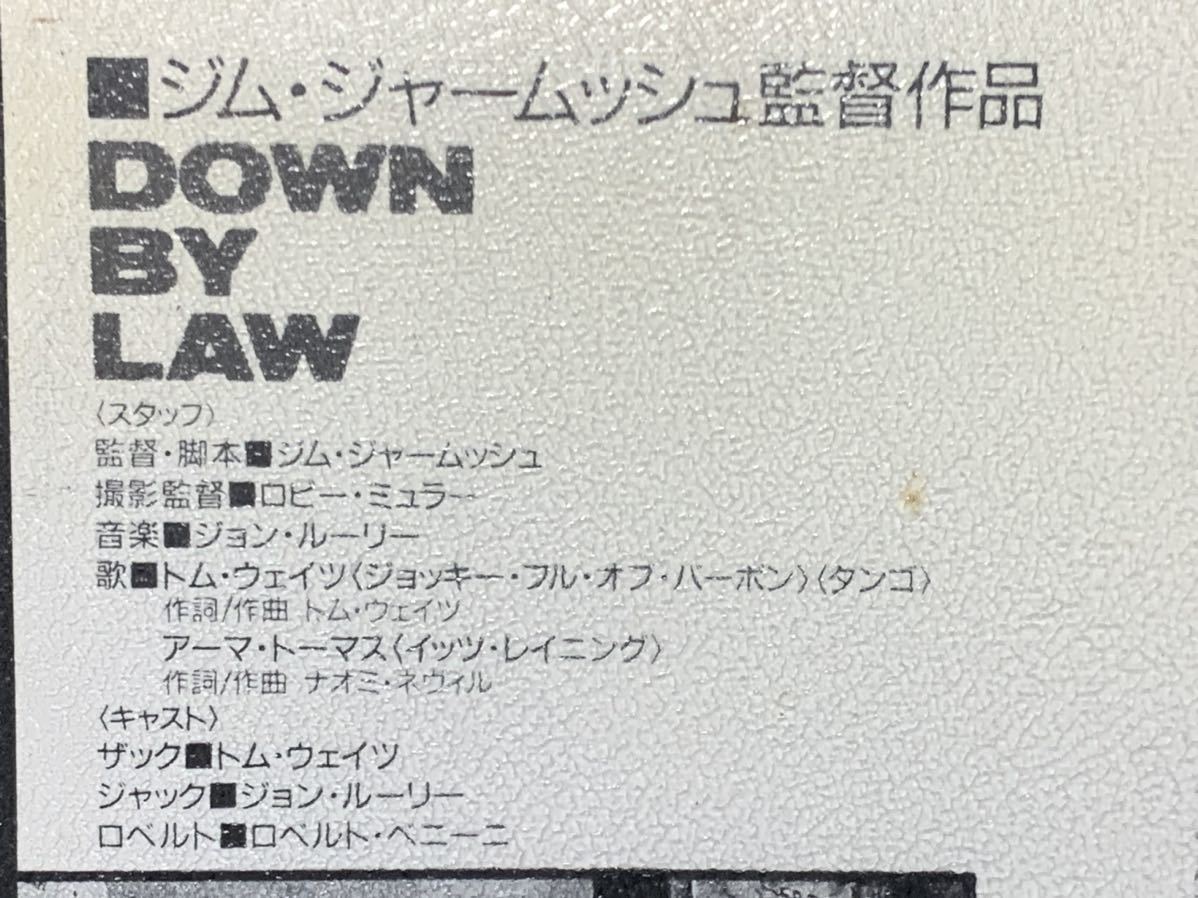 ■ジム・ジャームッシュ監督作品
DOWN
BY
LAW
〈スタッフ〉
監督・脚本■ジム・ジャームッシュ
撮影監督■ロビー・ミュラー
音楽■ジョン・ルーリー
歌■トム・ウェイツ〈ジョッキー・フル・オフ・バーボン〉〈タンゴ〉
作詞/作曲 トム・ウェイツ
アーマ・トーマス〈イッツ・レイニング〉
作詞/作曲 ナオミ・ネヴィル
〈キャスト〉
ザック■トム・ウェイツ
ジャック■ジョン・ルーリー
ロベルト■ロベルト・ベニーニ